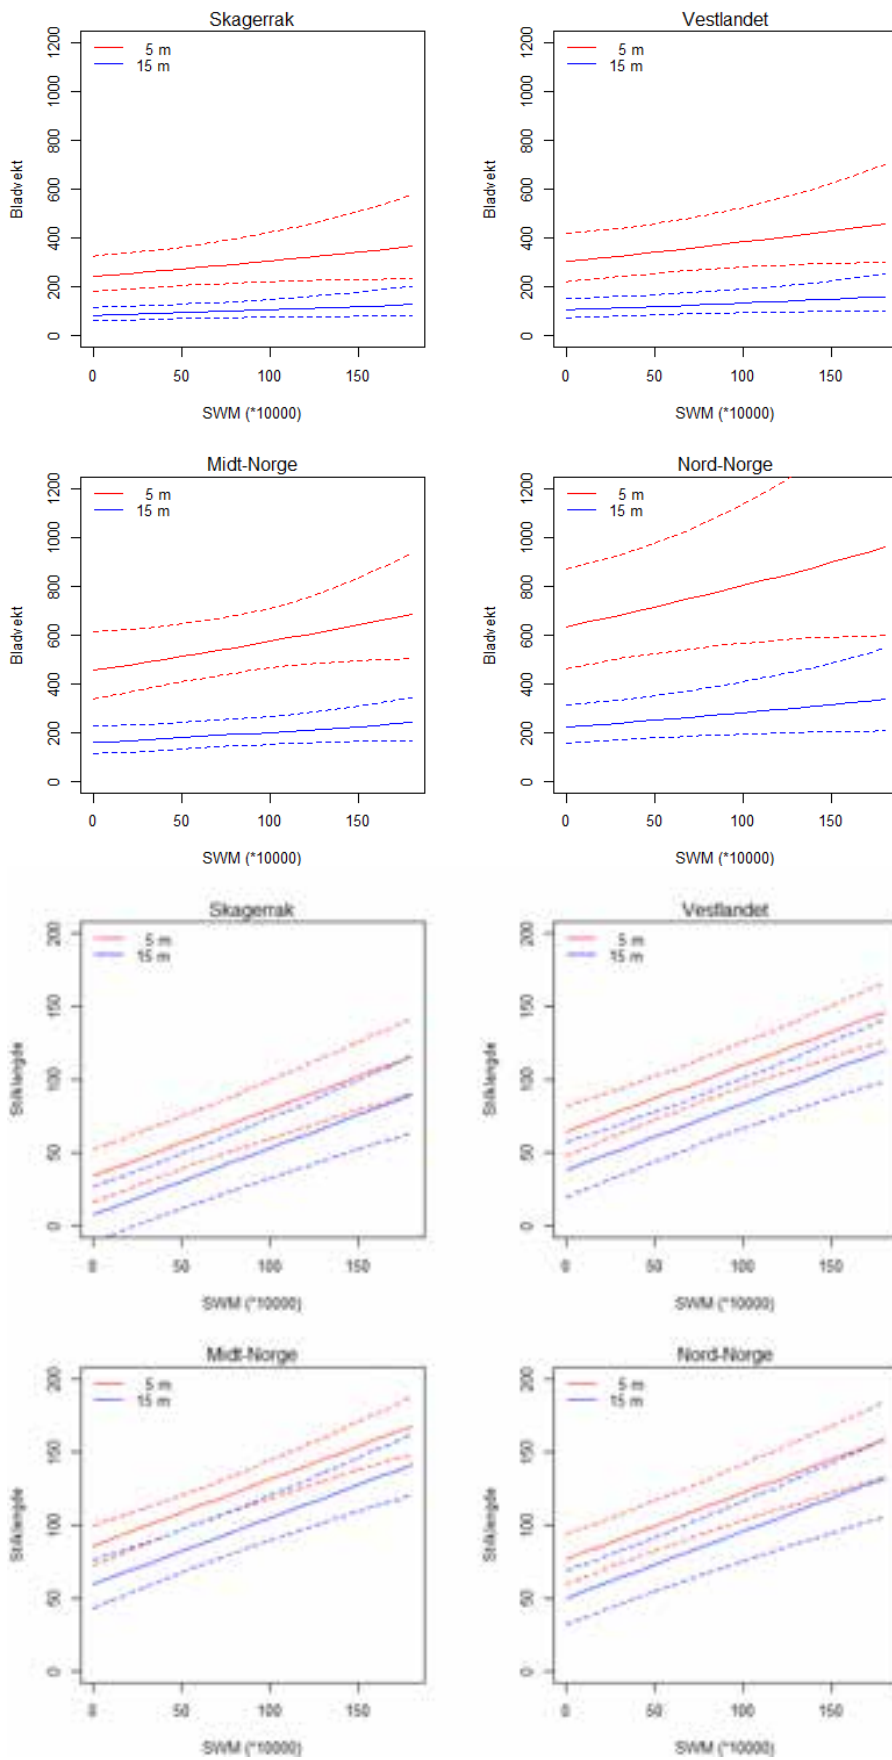 Skagerrak
Vestlandet
1200
1000
800
600
400
200
0
Bladvekt
5 m
15 m
0 50 100 150
SWM (*10000)
1200
1000
800
600
400
200
0
Bladvekt
5 m
15 m
0 50 100 150
SWM (*10000)
Midt-Norge
Nord-Norge
1200
1000
800
600
400
200
0
Bladvekt
5 m
15 m
0 50 100 150
SWM (*10000)
1200
1000
800
600
400
200
0
Bladvekt
5 m
15 m
0 50 100 150
SWM (*10000)
Skagerrak
Vestlandet
200
150
100
50
0
Stilklengde
5 m
15 m
0 50 100 150
SWM (*10000)
200
150
100
50
0
Stilklengde
5 m
15 m
0 50 100 150
SWM (*10000)
Midt-Norge
Nord-Norge
200
150
100
50
0
Stilklengde
5 m
15 m
0 50 100 150
SWM (*10000)
200
150
100
50
0
Stilklengde
5 m
15 m
0 50 100 150
SWM (*10000)